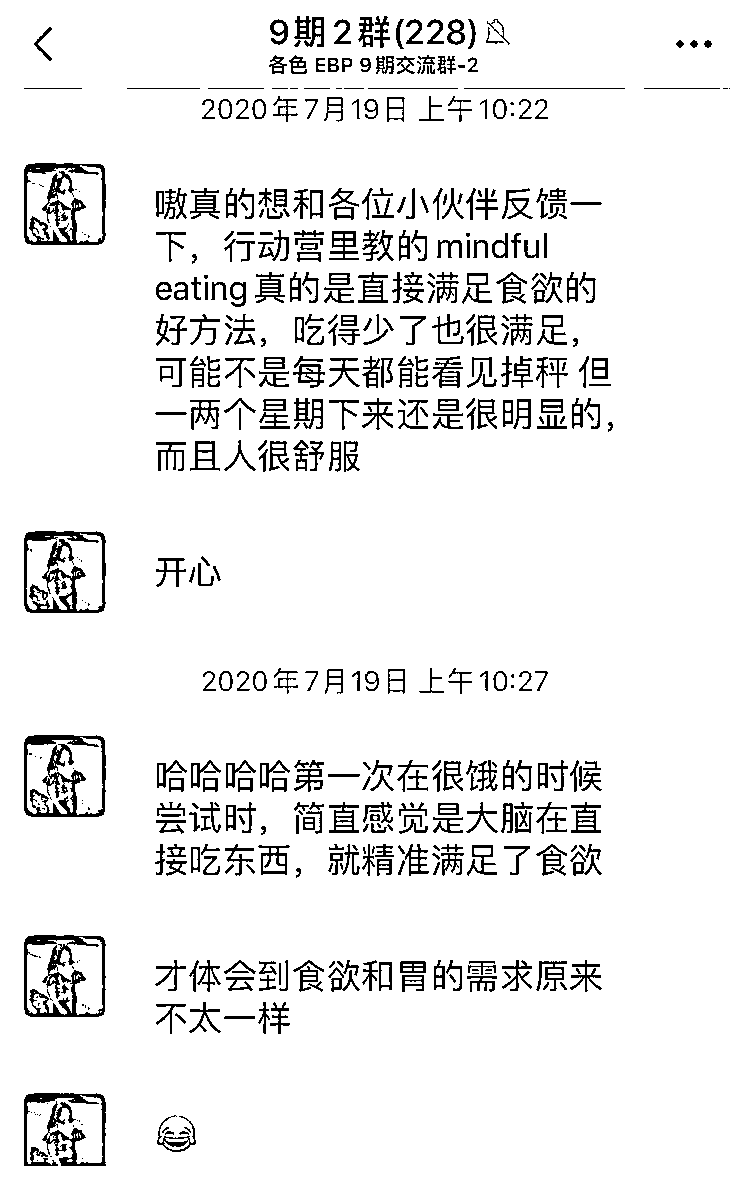 9期2群(228)
各色 EBP 9期交流群-2
2020年7月19日 上午10:22
嗷真的想和各位小伙伴反馈一
下，行动营里教的mindful
eating真的是直接满足食欲的
好方法，吃得少了也很满足，
可能不是每天都能看见掉秤 但
一两个星期下来还是很明显的，
而且人很舒服
开心
2020年7月19日 上午10:27
哈哈哈哈第一次在很饿的时候
尝试时，简直感觉是大脑在直
接吃东西，就精准满足了食欲
才体会到食欲和胃的需求原来
不太一样
😂